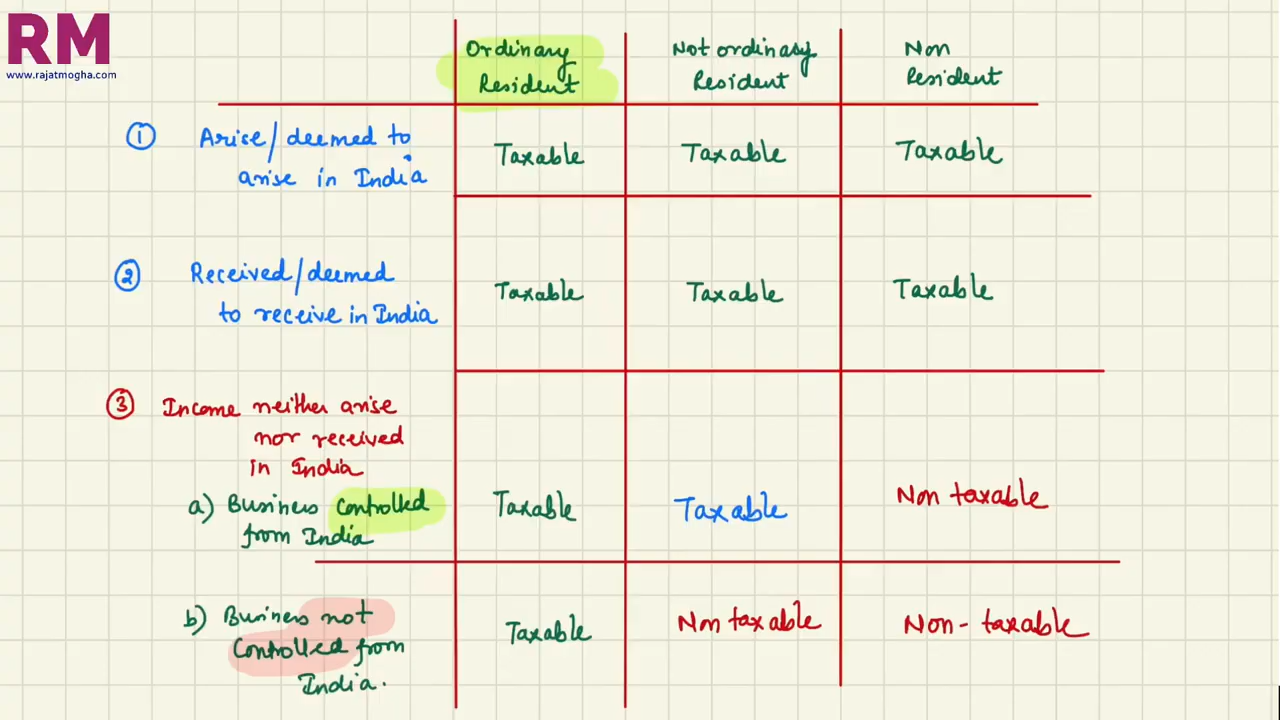 RM
www.rajatmogha.com
Ordinary
Resident
Not ordinary
Resident
Non
Resident
① Arise/deemed to
arise in India
Taxable
Taxable
Taxable
② Received/deemed
to receive in India
Taxable
Taxable
Taxable
③ Income neither arise
nor received
in India
a) Business Controlled
from India
Taxable
Taxable
Non taxable
b) Business not
Controlled from
India.
Taxable
Non taxable
Non-taxable